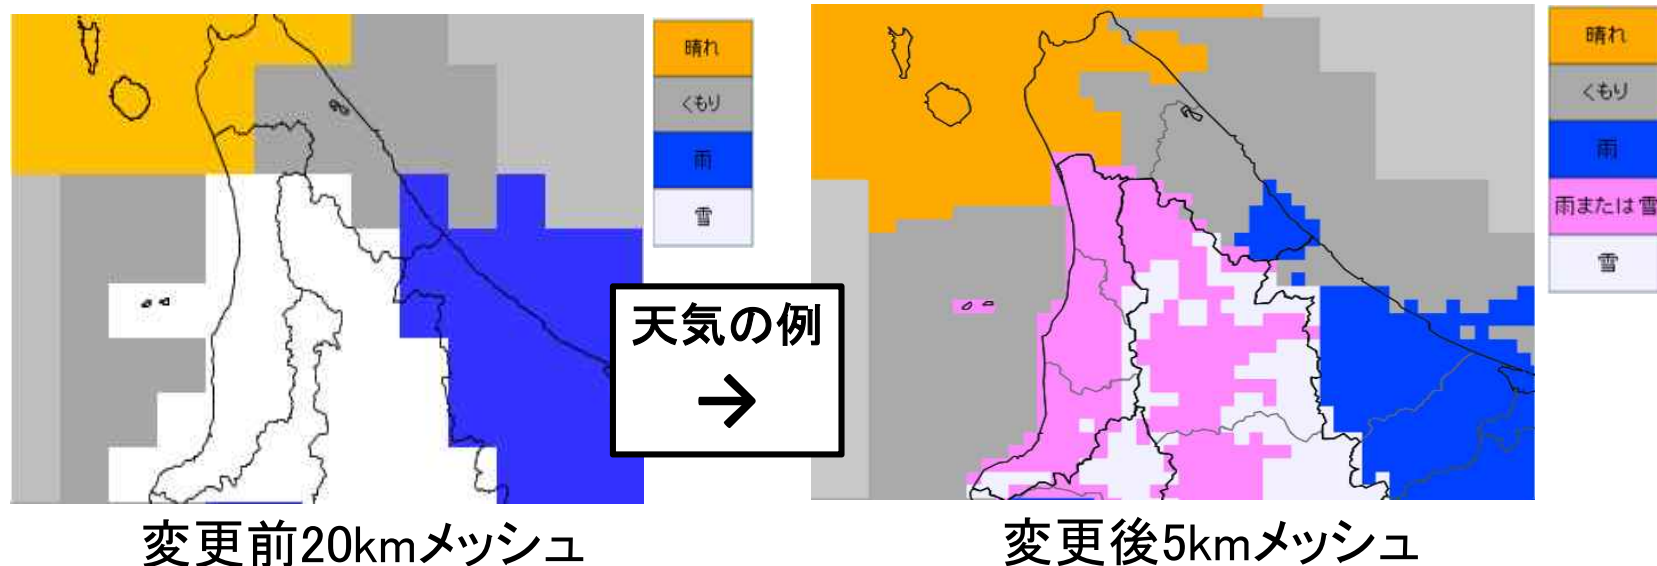 晴れ
くもり
雨
雪
天気の例
→
晴れ
くもり
雨
雨または雪
雪
変更前20kmメッシュ
変更後5kmメッシュ